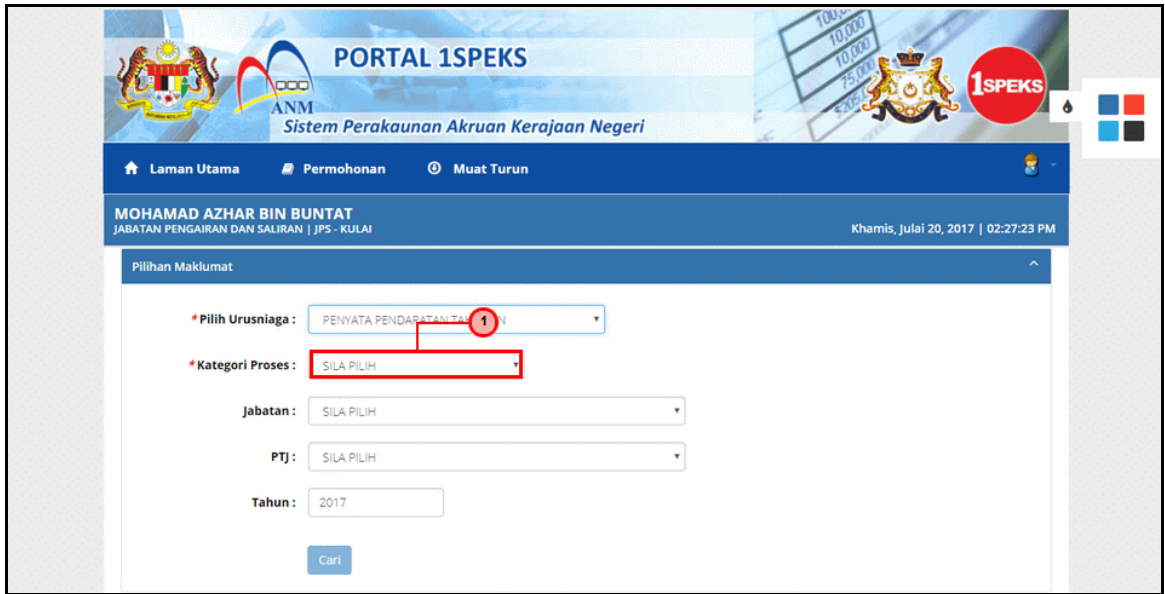 PORTAL 1SPEKS
ANM
Sistem Perakaunan Akruan Kerajaan Negeri
1SPEKS
Laman Utama Permohonan Muat Turun
MOHAMAD AZHAR BIN BUNTAT
JABATAN PENGAIRAN DAN SALIRAN | JPS - KULAI
Khamis, Julai 20, 2017 | 02:27:23 PM
Pilihan Maklumat
*Pilih Urusniaga : PENYATA PENDARATAN
1
*Kategori Proses : SILA PILIH
Jabatan : SILA PILIH
PTJ : SILA PILIH
Tahun : 2017
Cari